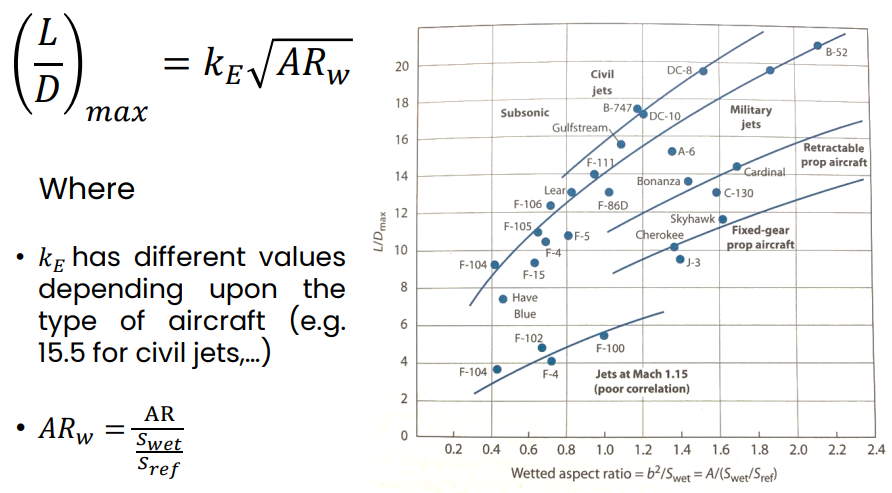 (L/D)max = kE√ARw
Where
• kE has different values
depending upon the
type of aircraft (e.g.
15.5 for civil jets,...)
• ARw = AR / (Swet / Sref)
L/Dmax
20
18
16
14
12
10
8
6
4
2
0
0.2 0.4 0.6 0.8 1.0 1.2 1.4 1.6 1.8 2.0 2.2 2.4
Wetted aspect ratio = b²/Swet = A/(Swet/Sref)
Subsonic
Civil
jets
Military
jets
Retractable
prop aircraft
Fixed-gear
prop aircraft
Jets at Mach 1.15
(poor correlation)
DC-8
B-52
B-747
DC-10
Gulfstream
A-6
F-111
Cardinal
Bonanza
Lear
F-86D
C-130
F-106
Skyhawk
F-105
F-5
Cherokee
F-4
J-3
F-104
F-15
Have
Blue
F-102
F-100
F-104
F-4